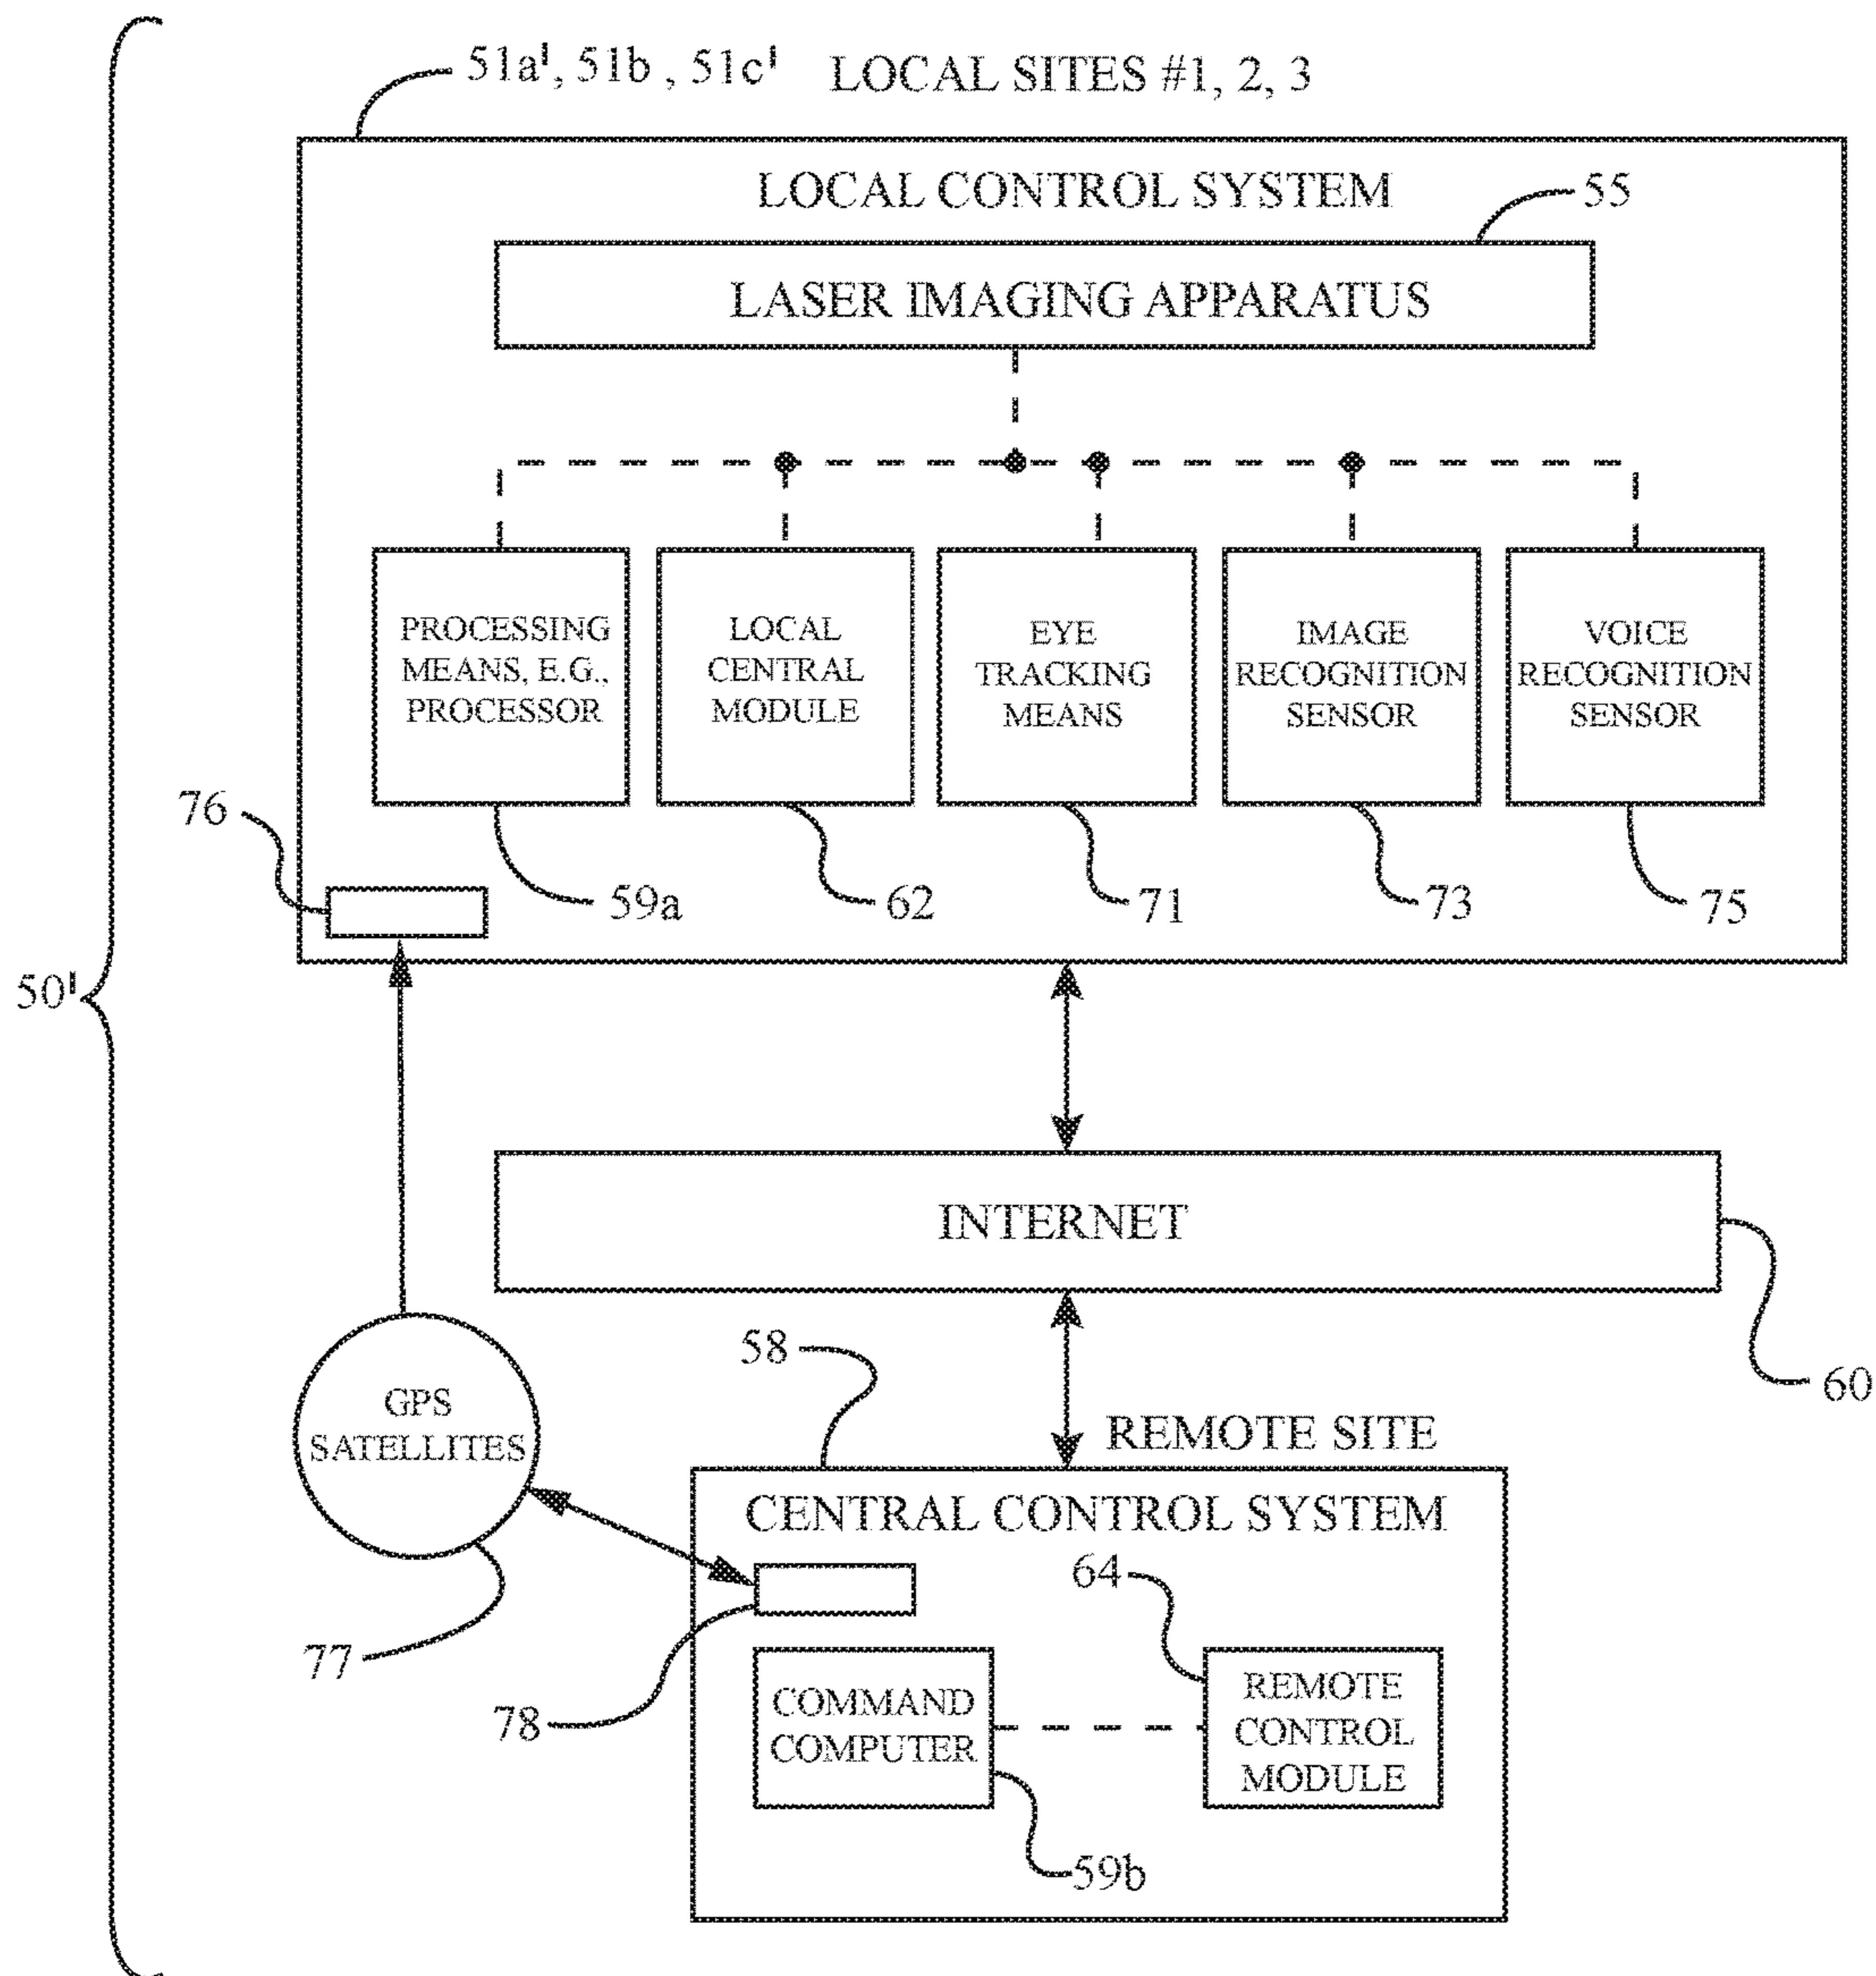 51a', 51b , 51c' LOCAL SITES #1, 2, 3
LOCAL CONTROL SYSTEM
55
LASER IMAGING APPARATUS
PROCESSING
MEANS, E.G.,
PROCESSOR
LOCAL
CENTRAL
MODULE
EYE
TRACKING
MEANS
IMAGE
RECOGNITION
SENSOR
VOICE
RECOGNITION
SENSOR
76
59a
62
71
73
75
50'
INTERNET
60
58
REMOTE SITE
GPS
SATELLITES
77
CENTRAL CONTROL SYSTEM
64
78
COMMAND
COMPUTER
REMOTE
CONTROL
MODULE
59b